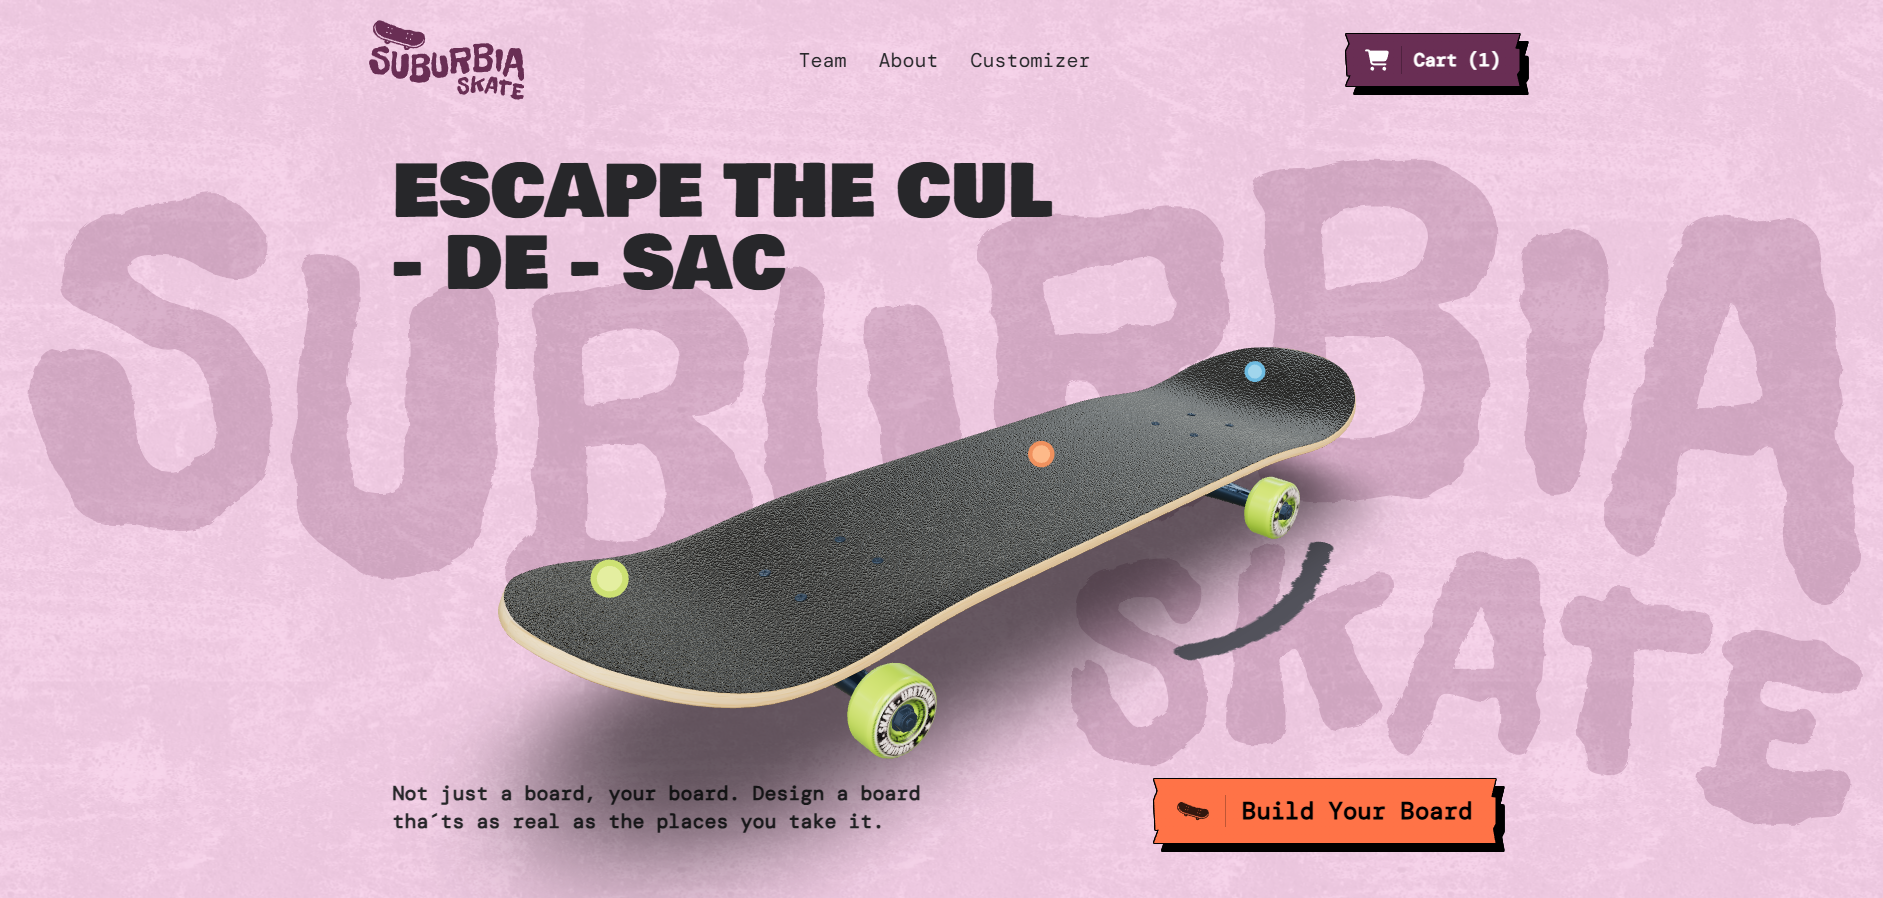 SUBURBIA
SKATE
Team About Customizer
Cart (1)
ESCAPE THE CUL
- DE - SAC
SUBURBIA
SKATE
Not just a board, your board. Design a board
tha´ts as real as the places you take it.
Build Your Board